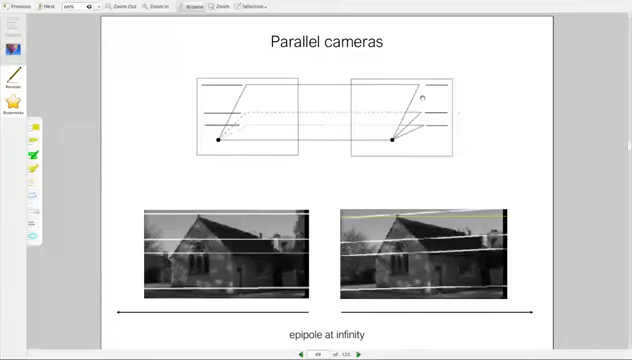 Previous Next 66% Zoom Out Zoom In Browse Zoom Selection
Reviews
Bookmarks
Parallel cameras
epipole at infinity
49 of 121